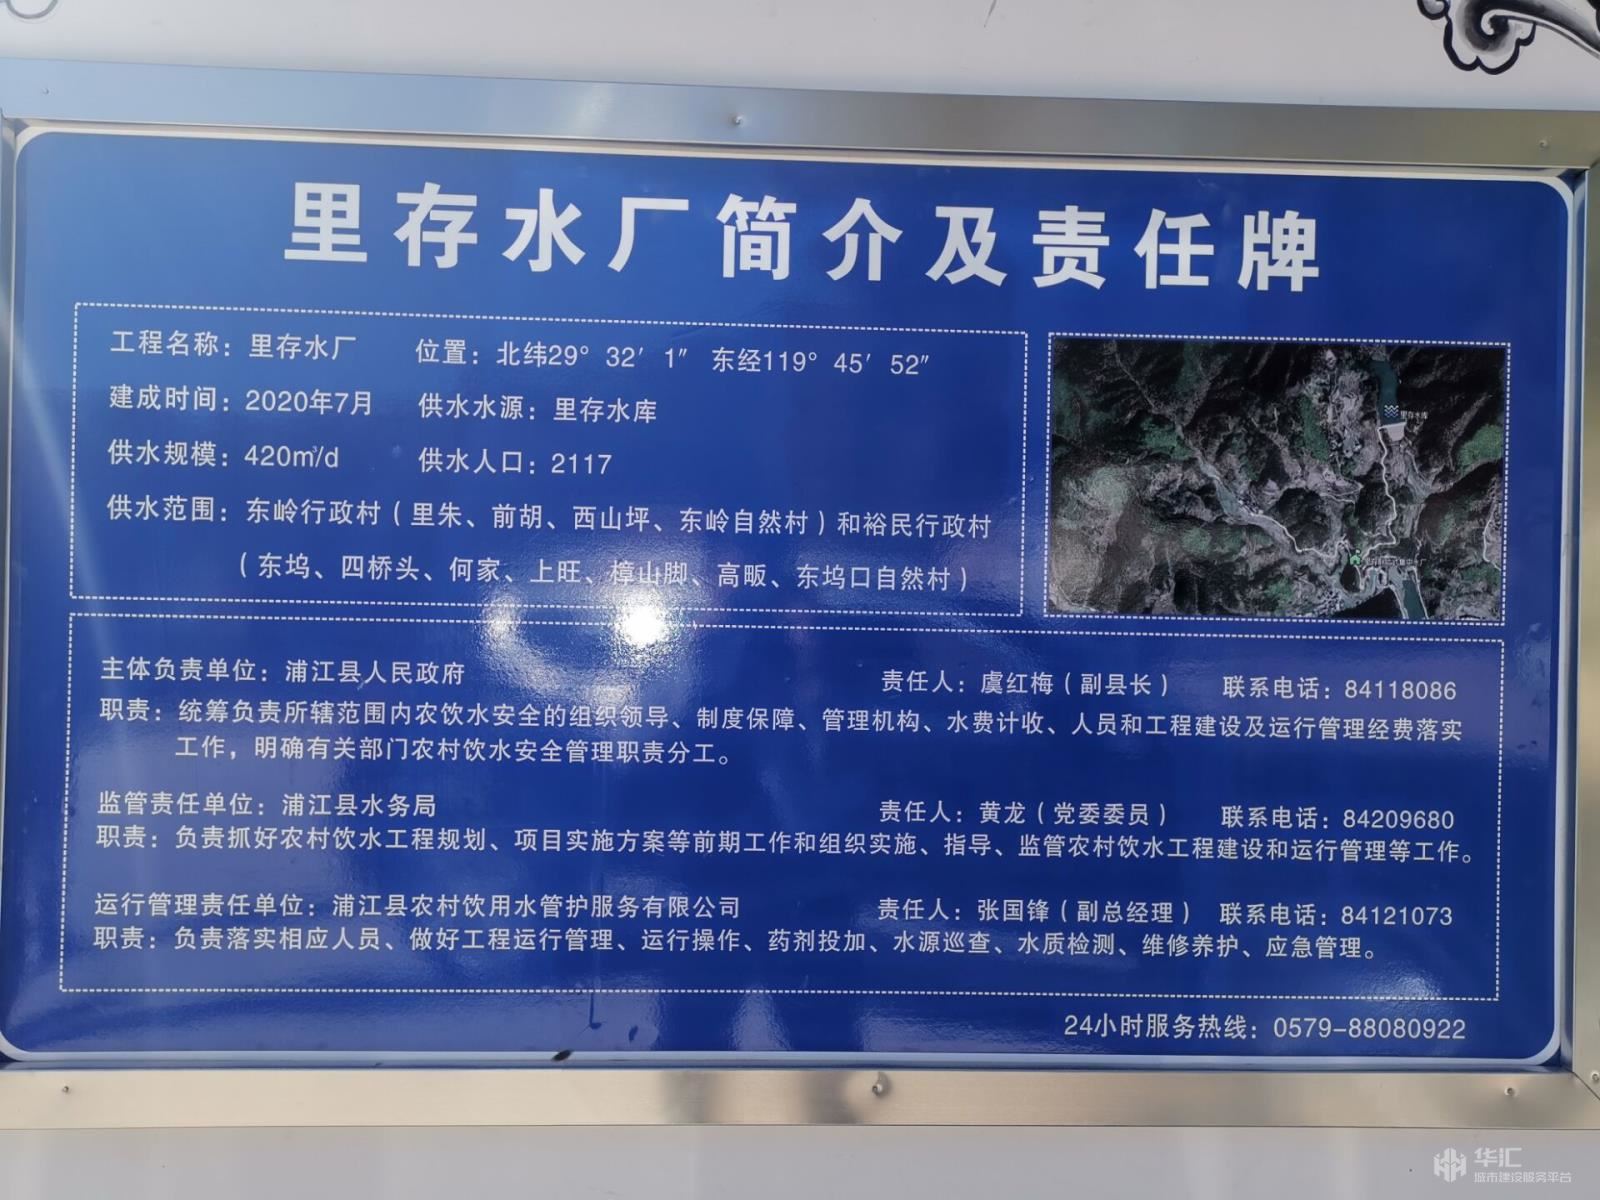 里存水厂简介及责任牌
工程名称：里存水厂 位置：北纬29° 32′ 1″ 东经119° 45′ 52″
建成时间：2020年7月 供水水源：里存水库
供水规模：420m³/d 供水人口：2117
供水范围：东岭行政村（里朱、前胡、西山坪、东岭自然村）和裕民行政村
（东坞、四桥头、何家、上旺、樟山脚、高畈、东坞口自然村）
里存水库
主体负责单位：浦江县人民政府 责任人：虞红梅（副县长） 联系电话：84118086
职责：统筹负责所辖范围内农饮水安全的组织领导、制度保障、管理机构、水费计收、人员和工程建设及运行管理经费落实
工作，明确有关部门农村饮水安全管理职责分工。
监管责任单位：浦江县水务局 责任人：黄龙（党委委员） 联系电话：84209680
职责：负责抓好农村饮水工程规划、项目实施方案等前期工作和组织实施、指导、监管农村饮水工程建设和运行管理等工作。
运行管理责任单位：浦江县农村饮用水管护服务有限公司 责任人：张国锋（副总经理） 联系电话：84121073
职责：负责落实相应人员、做好工程运行管理、运行操作、药剂投加、水源巡查、水质检测、维修养护、应急管理。
24小时服务热线：0579-88080922
华汇
城市建设服务平台